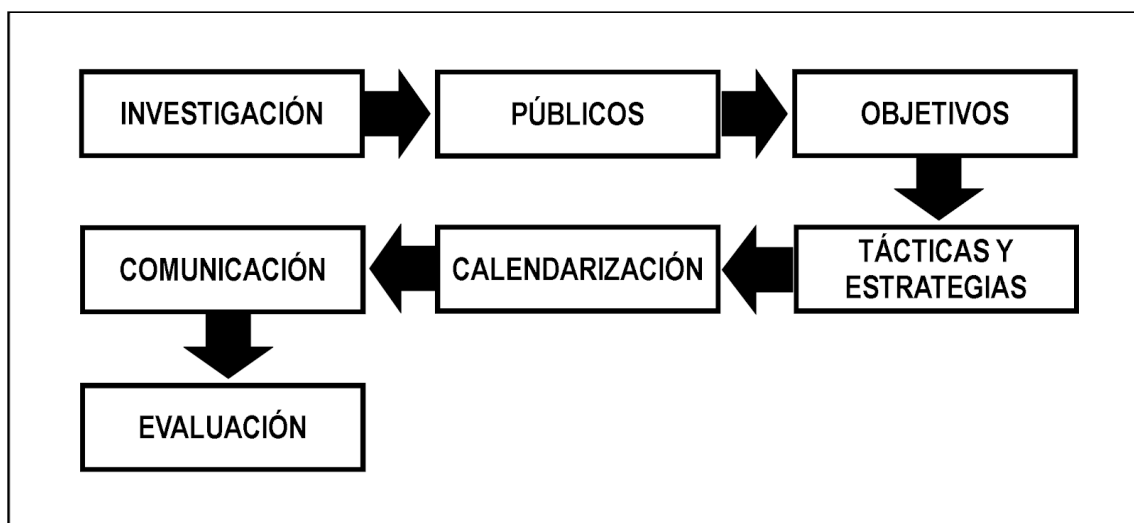 INVESTIGACIÓN
PÚBLICOS
OBJETIVOS
TÁCTICAS Y
ESTRATEGIAS
CALENDARIZACIÓN
COMUNICACIÓN
EVALUACIÓN